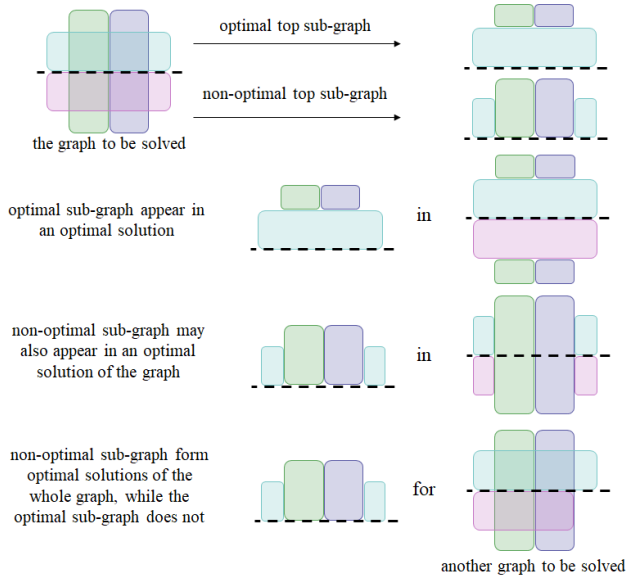 optimal top sub-graph
non-optimal top sub-graph
the graph to be solved
optimal sub-graph appear in
an optimal solution
in
non-optimal sub-graph may
also appear in an optimal
solution of the graph
in
non-optimal sub-graph form
optimal solutions of the
whole graph, while the
optimal sub-graph does not
for
another graph to be solved